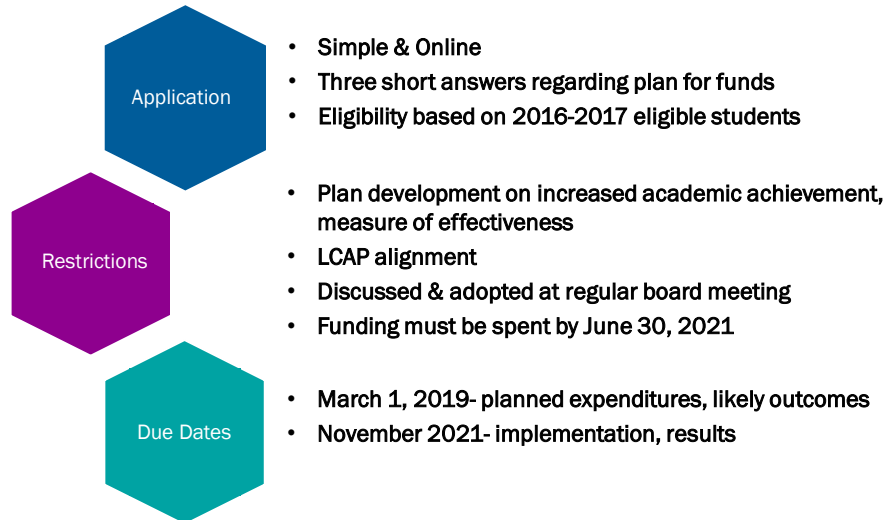 Application
• Simple & Online
• Three short answers regarding plan for funds
• Eligibility based on 2016-2017 eligible students
Restrictions
• Plan development on increased academic achievement,
measure of effectiveness
• LCAP alignment
• Discussed & adopted at regular board meeting
• Funding must be spent by June 30, 2021
Due Dates
• March 1, 2019- planned expenditures, likely outcomes
• November 2021- implementation, results